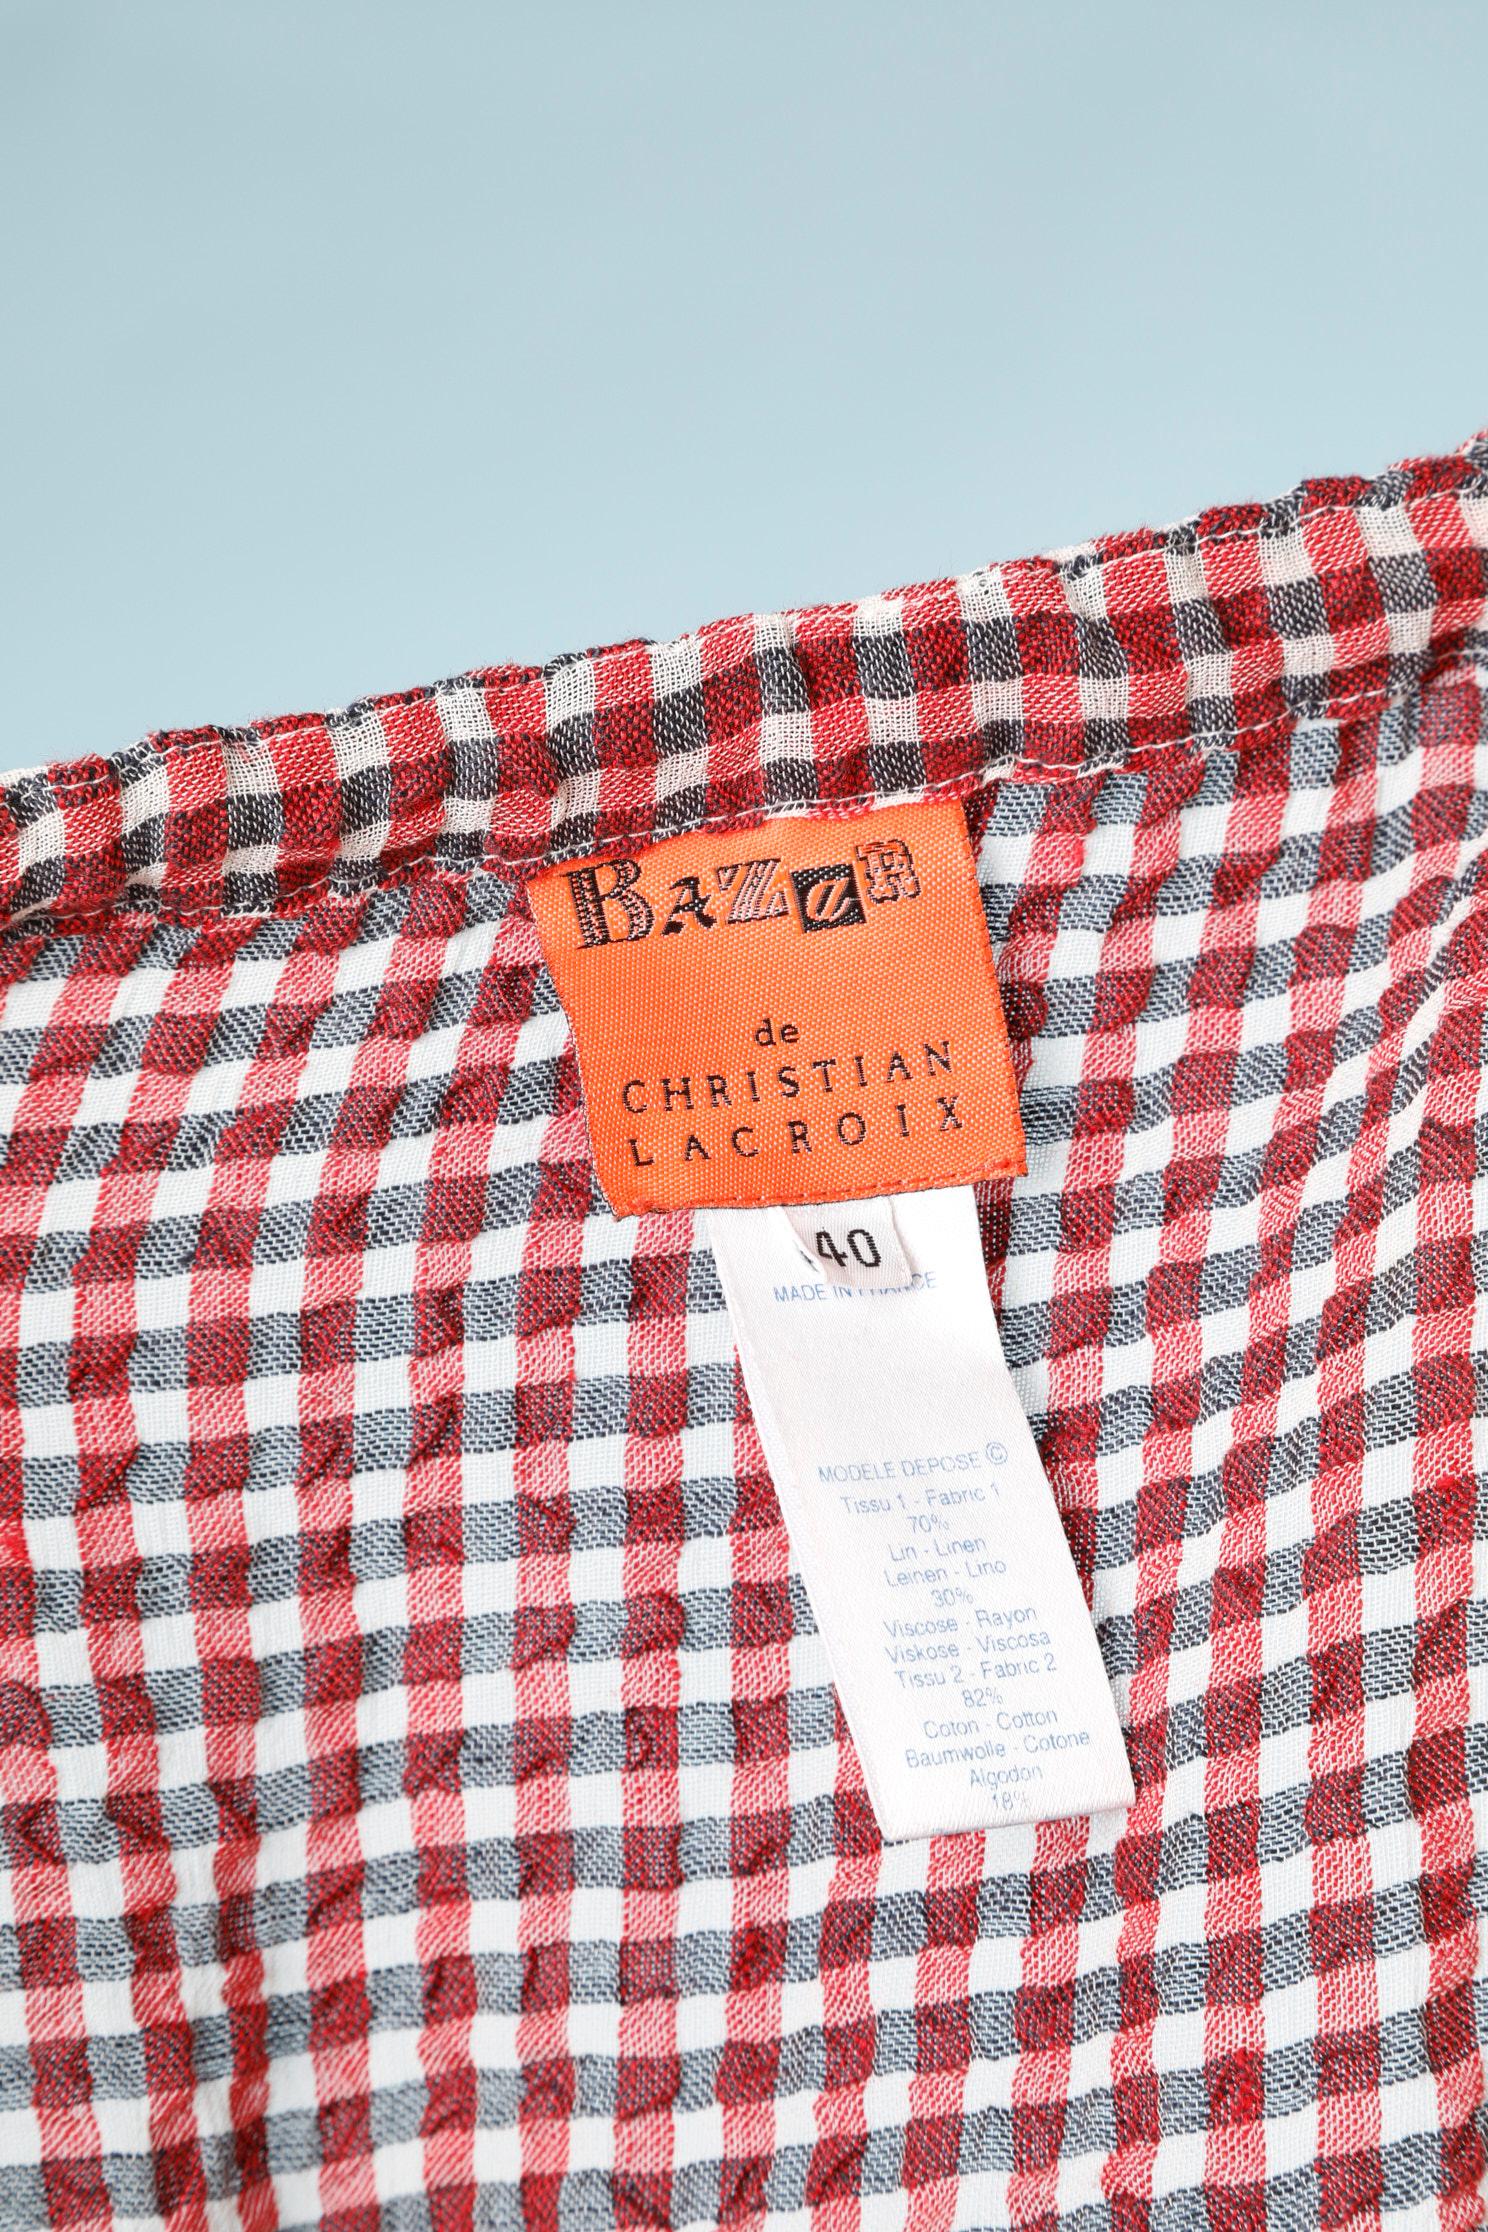 BAZaR
de
CHRISTIAN
LACROIX
40
MADE IN FRANCE
MODELE DEPOSE ©
Tissu 1 - Fabric 1
70%
Lin - Linen
Leinen - Lino
30%
Viscose - Rayon
Viskose - Viscosa
Tissu 2 - Fabric 2
82%
Coton - Cotton
Baumwolle - Cotone
Algodon
18%